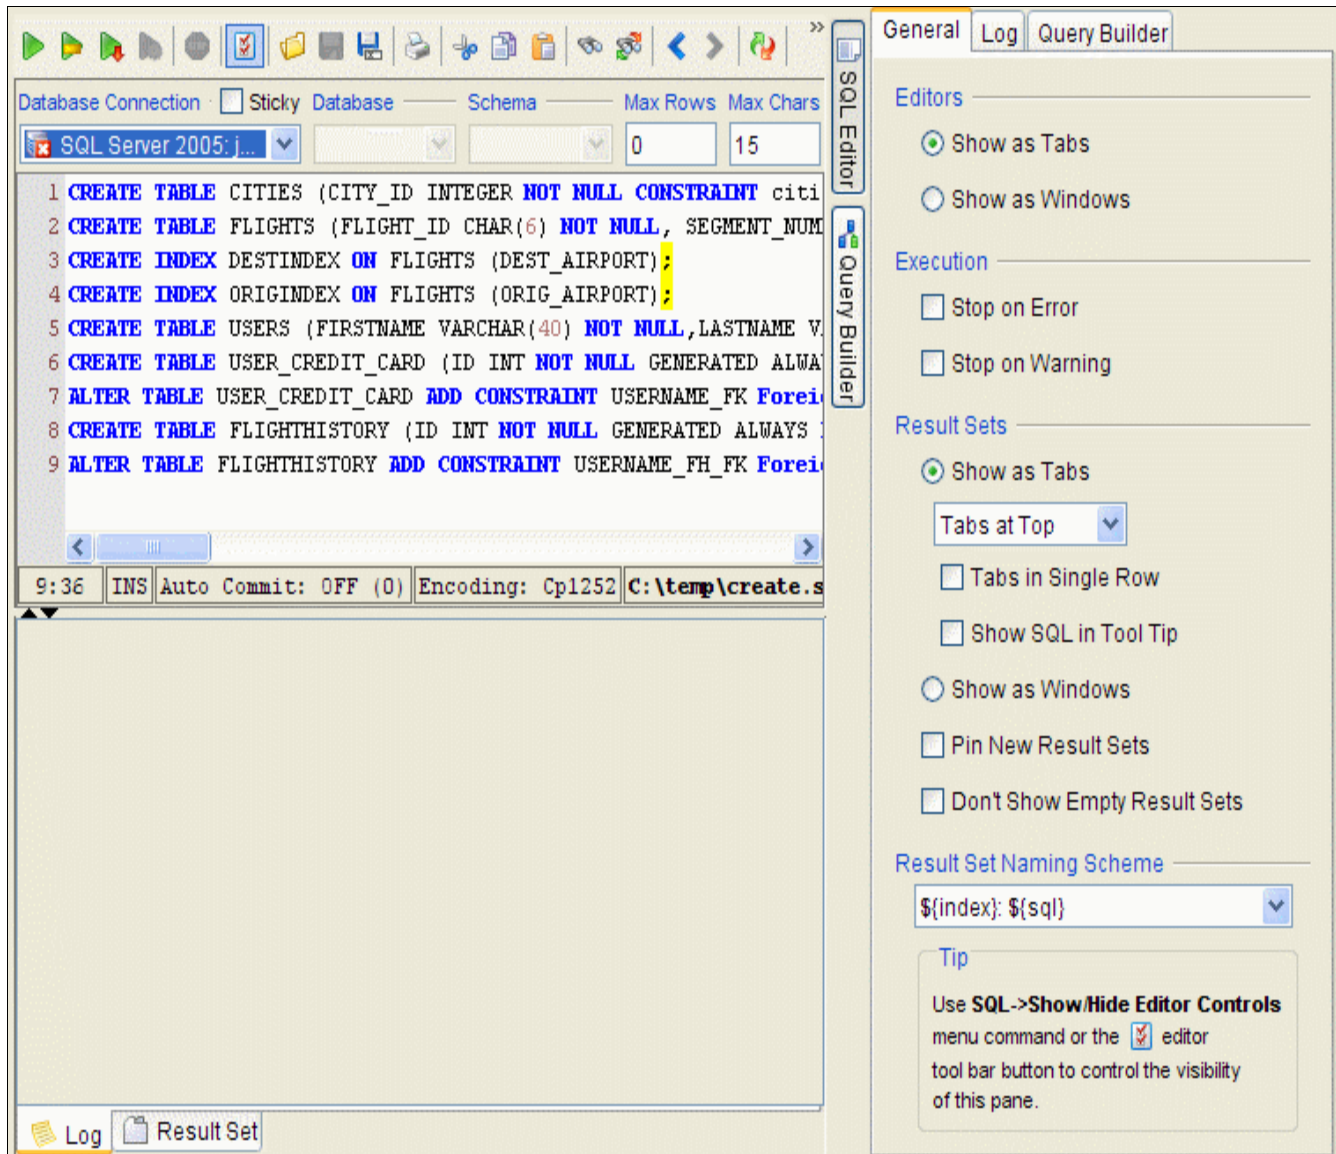 »
Database Connection Sticky Database Schema Max Rows Max Chars
SQL Server 2005: j... 0 15
1 CREATE TABLE CITIES (CITY_ID INTEGER NOT NULL CONSTRAINT citi
2 CREATE TABLE FLIGHTS (FLIGHT_ID CHAR(6) NOT NULL, SEGMENT_NUM
3 CREATE INDEX DESTINDEX ON FLIGHTS (DEST_AIRPORT);
4 CREATE INDEX ORIGINDEX ON FLIGHTS (ORIG_AIRPORT);
5 CREATE TABLE USERS (FIRSTNAME VARCHAR(40) NOT NULL,LASTNAME V
6 CREATE TABLE USER_CREDIT_CARD (ID INT NOT NULL GENERATED ALWA
7 ALTER TABLE USER_CREDIT_CARD ADD CONSTRAINT USERNAME_FK Forei
8 CREATE TABLE FLIGHTHISTORY (ID INT NOT NULL GENERATED ALWAYS
9 ALTER TABLE FLIGHTHISTORY ADD CONSTRAINT USERNAME_FH_FK Forei
9:36 INS Auto Commit: OFF (0) Encoding: Cp1252 C:\temp\create.s
Log Result Set
SQL Editor
Query Builder
General Log Query Builder
Editors
Show as Tabs
Show as Windows
Execution
Stop on Error
Stop on Warning
Result Sets
Show as Tabs
Tabs at Top
Tabs in Single Row
Show SQL in Tool Tip
Show as Windows
Pin New Result Sets
Don't Show Empty Result Sets
Result Set Naming Scheme
${index}: ${sql}
Tip
Use SQL->Show/Hide Editor Controls
menu command or the editor
tool bar button to control the visibility
of this pane.